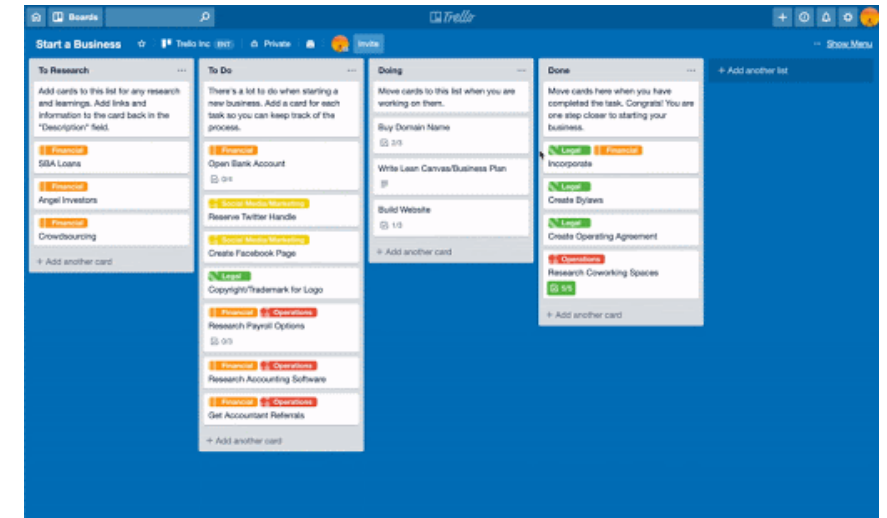 Boards
Trello
Start a Business
Trello Inc ENT
Private
Invite
Show Menu
To Research
Add cards to this list for any research
and learnings. Add links and
information to the card back in the
"Description" field.
Financial
SBA Loans
Financial
Angel Investors
Financial
Crowdsourcing
+ Add another card
To Do
There's a lot to do when starting a
new business. Add a card for each
task so you can keep track of the
process.
Financial
Open Bank Account
0/4
Social Media/Marketing
Reserve Twitter Handle
Social Media/Marketing
Create Facebook Page
Legal
Copyright/Trademark for Logo
Financial Operations
Research Payroll Options
0/3
Financial Operations
Research Accounting Software
Financial Operations
Get Accountant Referrals
+ Add another card
Doing
Move cards to this list when you are
working on them.
Buy Domain Name
2/3
Write Lean Canvas/Business Plan
Build Website
1/3
+ Add another card
Done
Move cards here when you have
completed the task. Congrats! You are
one step closer to starting your
business.
Legal Financial
Incorporate
Legal
Create Bylaws
Legal
Create Operating Agreement
Operations
Research Coworking Spaces
5/5
+ Add another card
+ Add another list